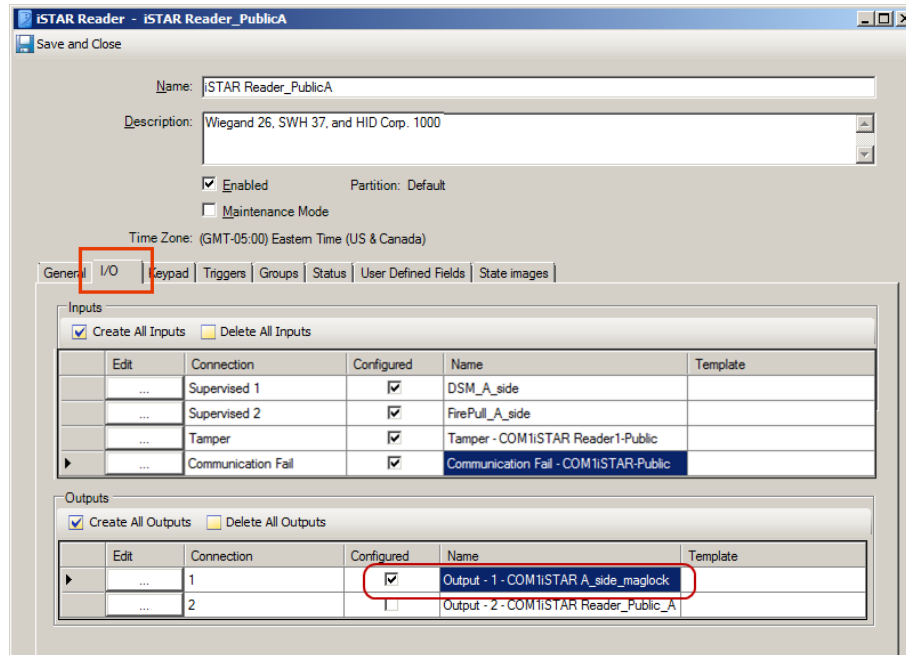 iSTAR Reader - iSTAR Reader_PublicA
Save and Close
Name: iSTAR Reader_PublicA
Description: Wiegand 26, SWH 37, and HID Corp. 1000
Enabled Partition: Default
Maintenance Mode
Time Zone: (GMT-05:00) Eastern Time (US & Canada)
General I/O Keypad Triggers Groups Status User Defined Fields State images
Inputs
Create All Inputs Delete All Inputs
Edit Connection Configured Name Template
... Supervised 1 DSM_A_side
... Supervised 2 FirePull_A_side
... Tamper Tamper - COM1iSTAR Reader1-Public
... Communication Fail Communication Fail - COM1iSTAR-Public
Outputs
Create All Outputs Delete All Outputs
Edit Connection Configured Name Template
... 1 Output - 1 - COM1iSTAR A_side_maglock
... 2 Output - 2 - COM1iSTAR Reader_Public_A